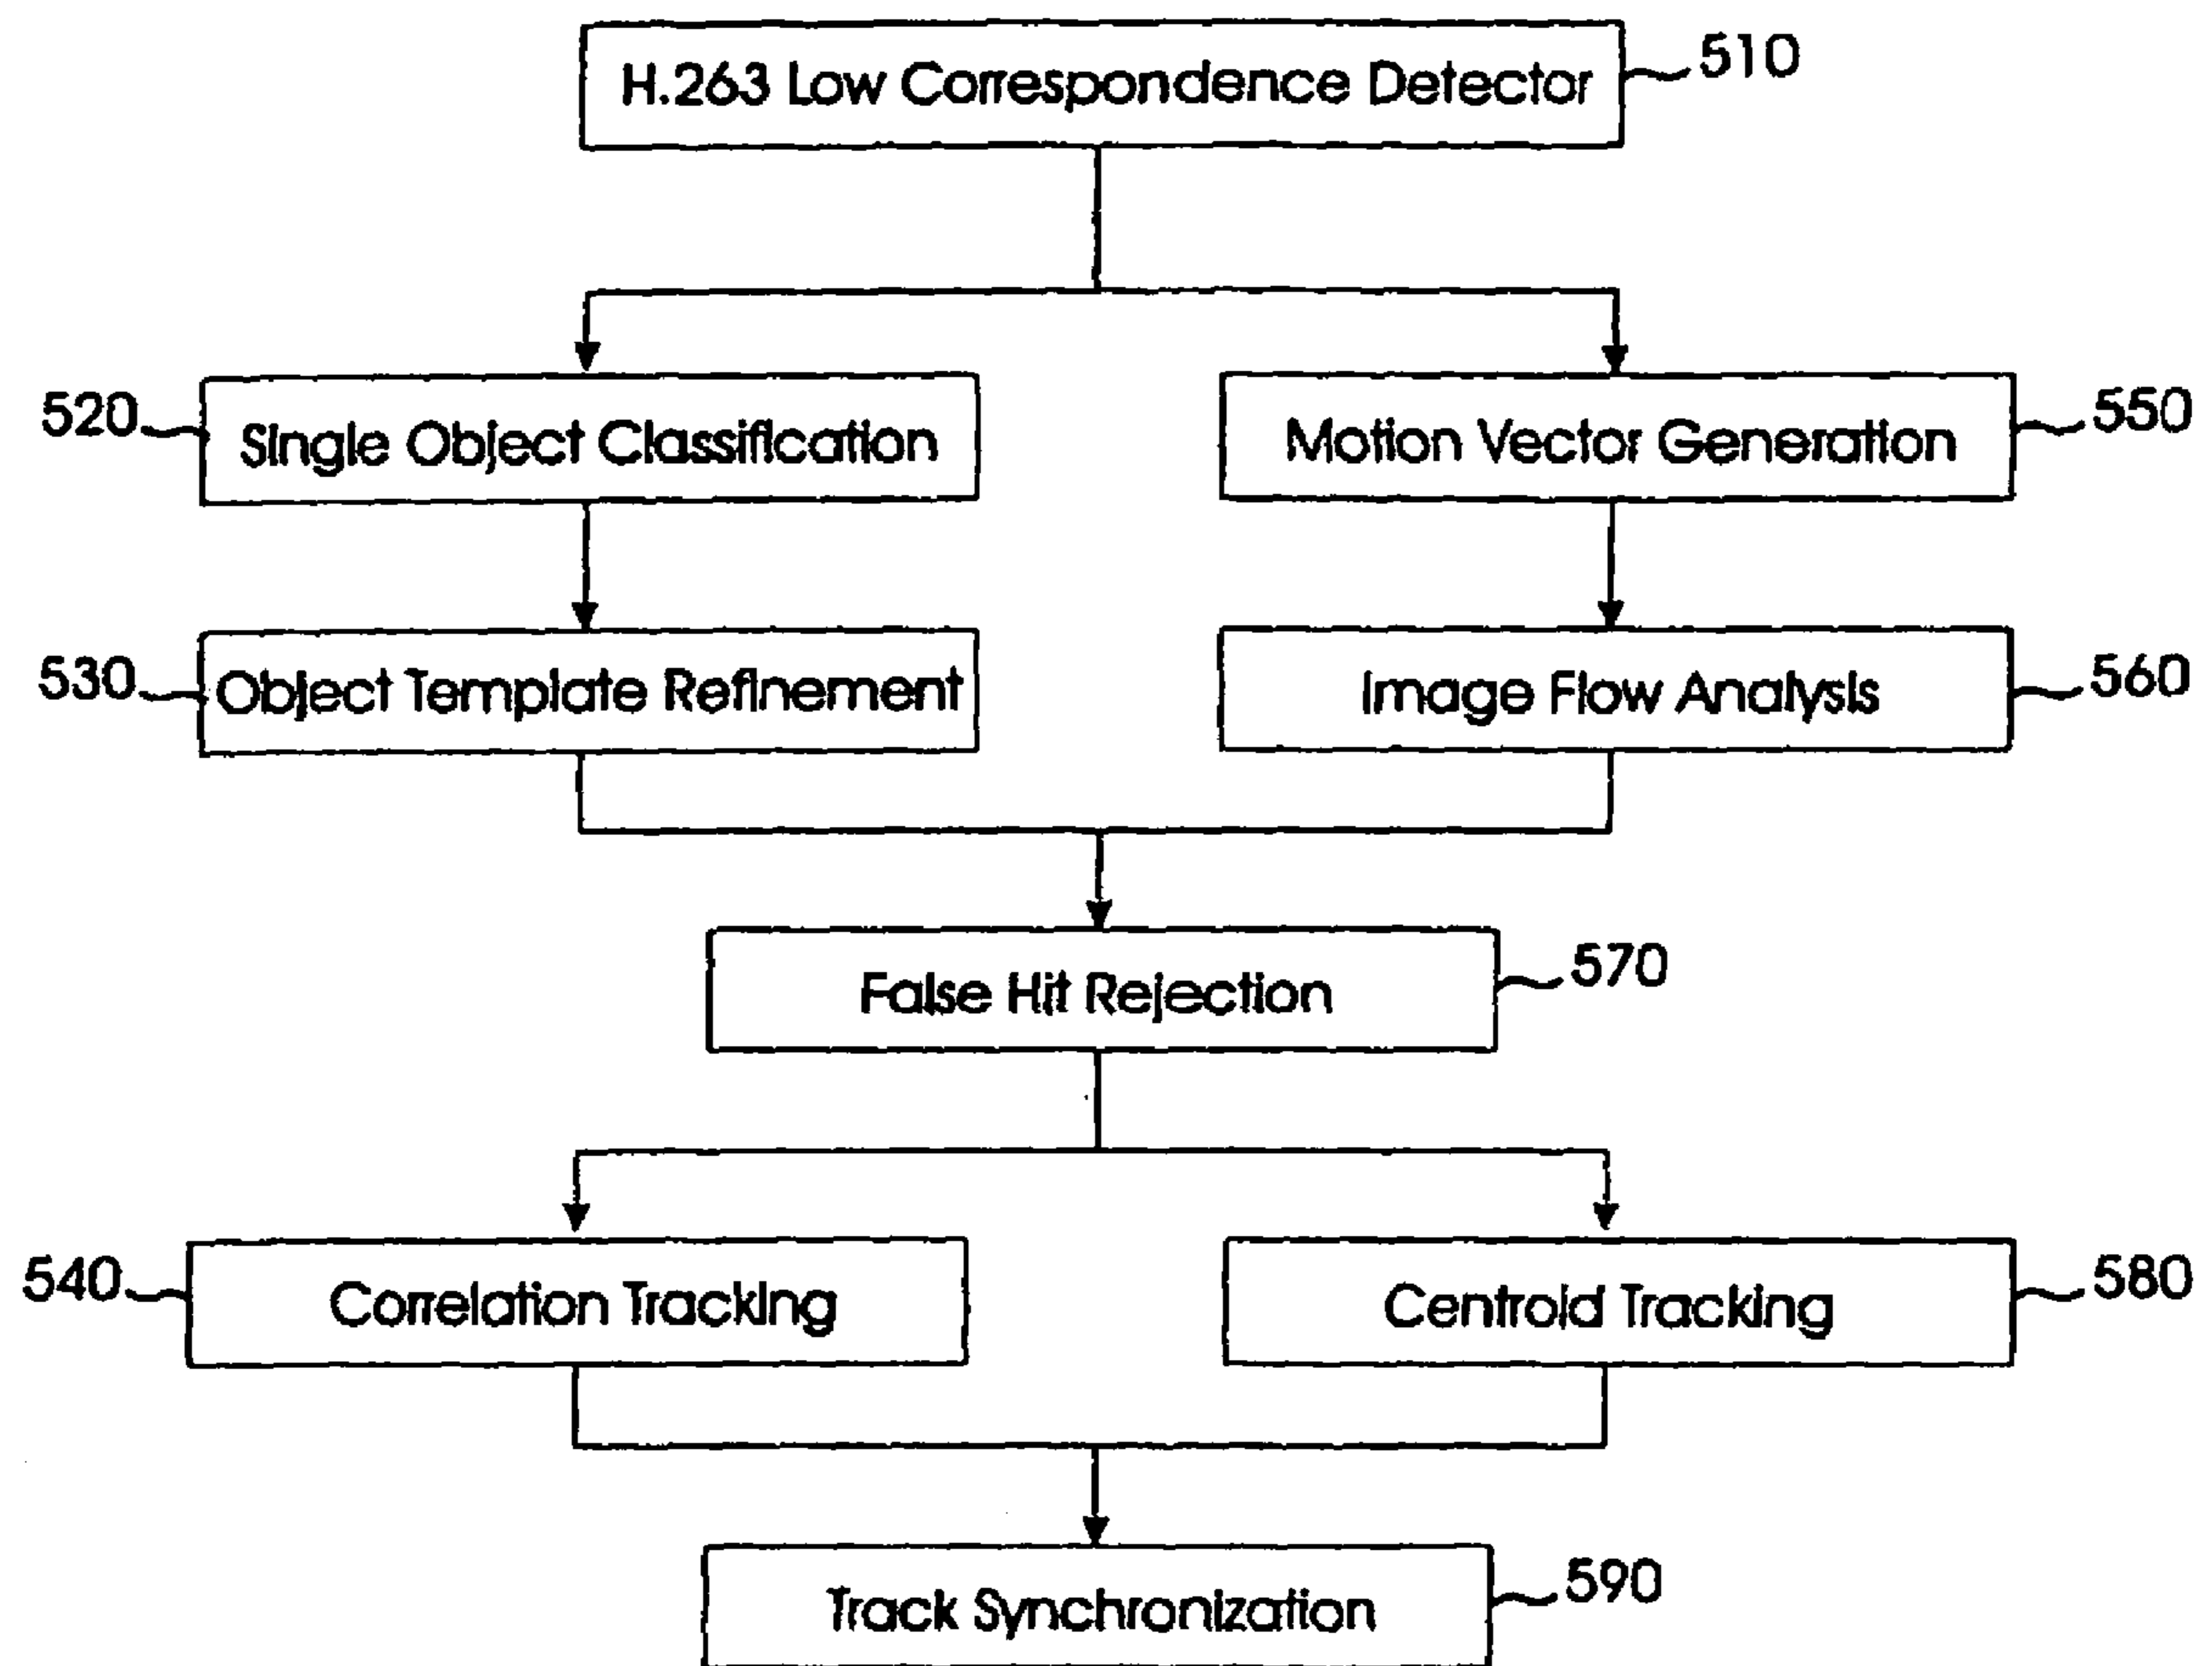 H.263 Low Correspondence Detector
510
520
Single Object Classification
Motion Vector Generation
550
530
Object Template Refinement
Image Flow Analysis
560
False Hit Rejection
570
540
Correlation Tracking
Centroid Tracking
580
Track Synchronization
590